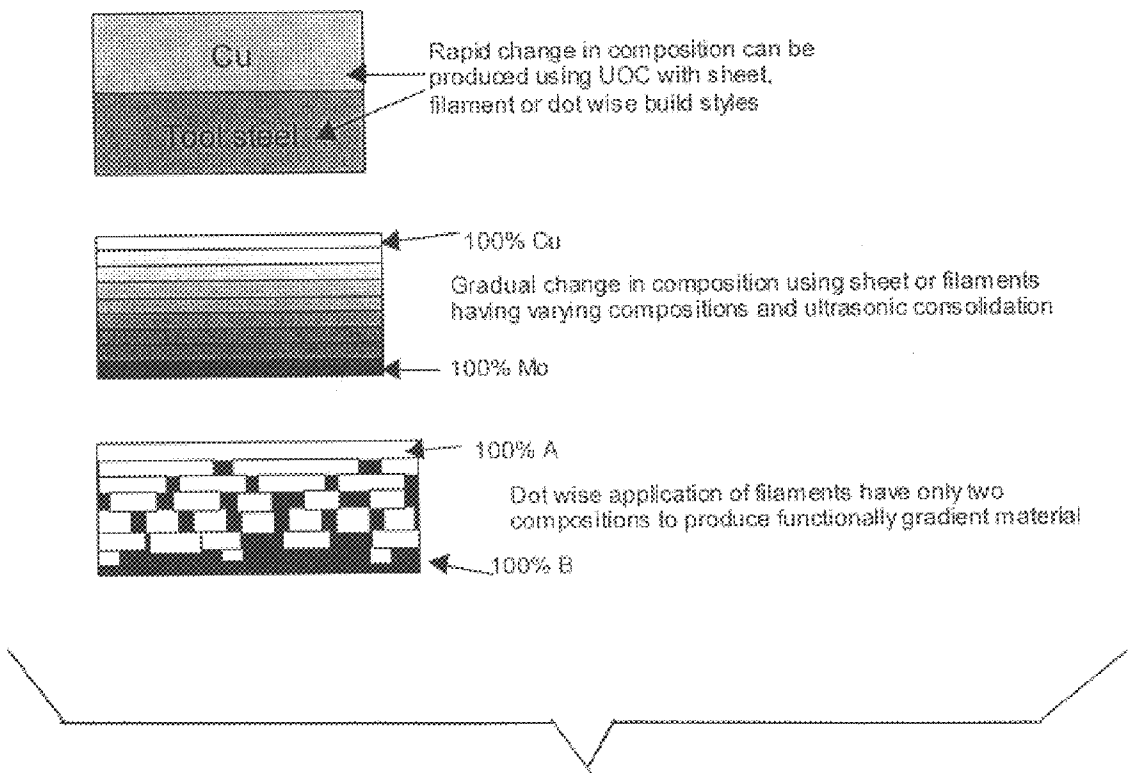 Cu
Rapid change in composition can be
produced using UOC with sheet,
filament or dot wise build styles
Tool steel
100% Cu
Gradual change in composition using sheet or filaments
having varying compositions and ultrasonic consolidation
100% Mo
100% A
Dot wise application of filaments have only two
compositions to produce functionally gradient material
100% B